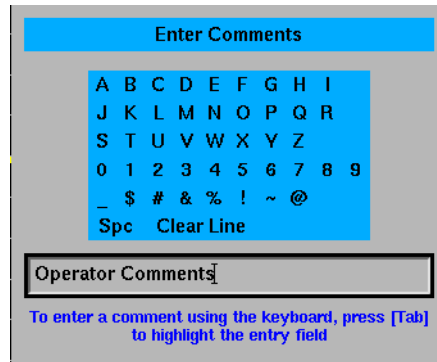 Enter Comments
A B C D E F G H I
J K L M N O P Q R
S T U V W X Y Z
0 1 2 3 4 5 6 7 8 9
_ $ # & % ! ~ @
Spc Clear Line
Operator Comments
To enter a comment using the keyboard, press [Tab]
to highlight the entry field